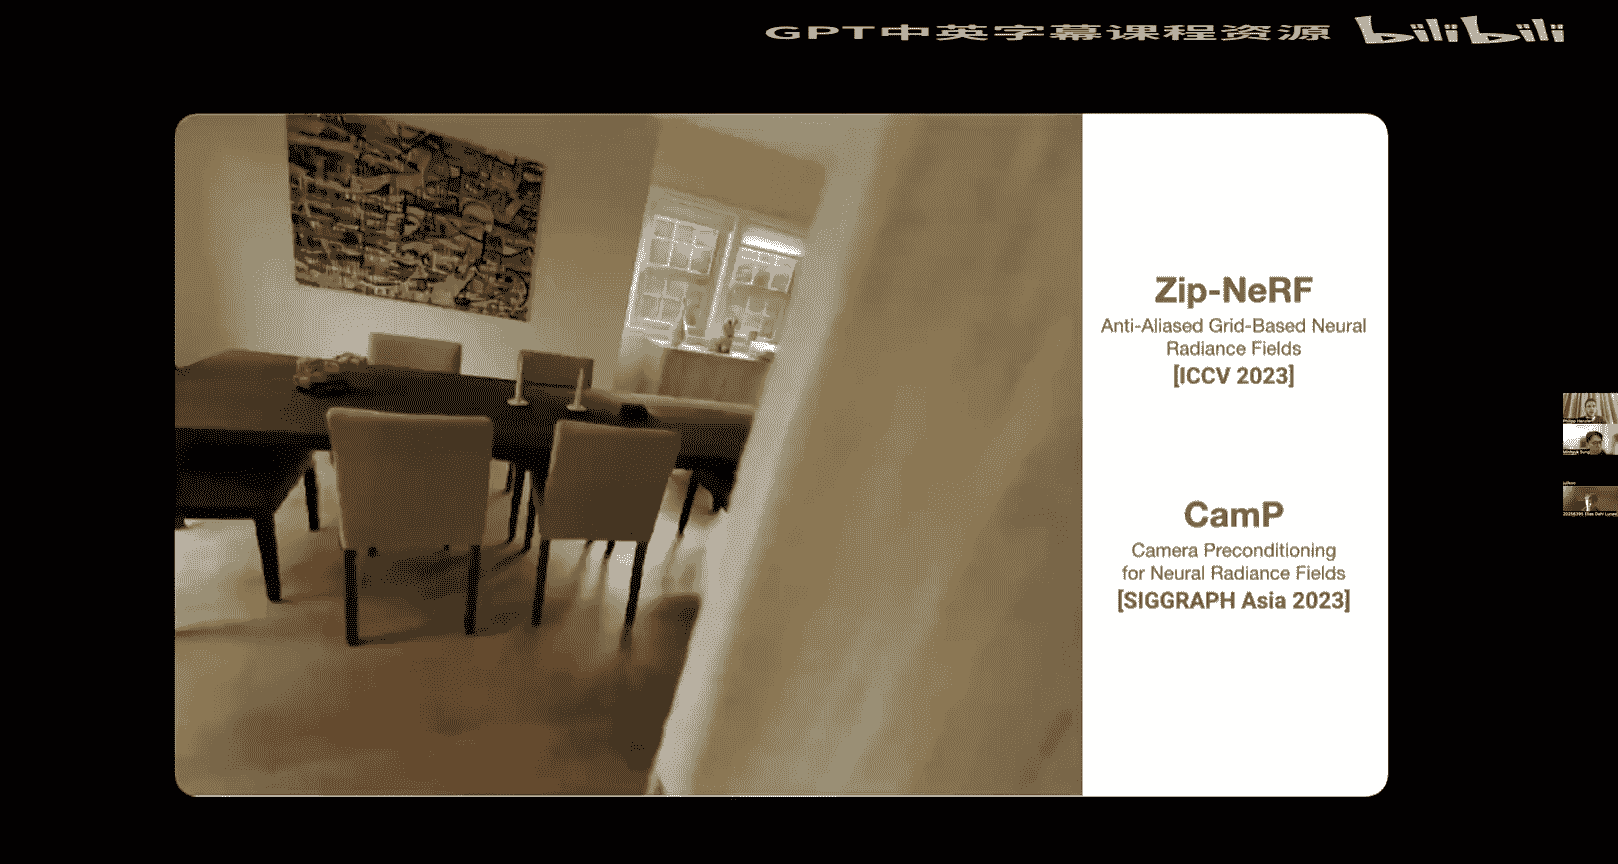 GPT中英字幕课程资源 bilibili
Zip-NeRF
Anti-Aliased Grid-Based Neural
Radiance Fields
[ICCV 2023]
CamP
Camera Preconditioning
for Neural Radiance Fields
[SIGGRAPH Asia 2023]